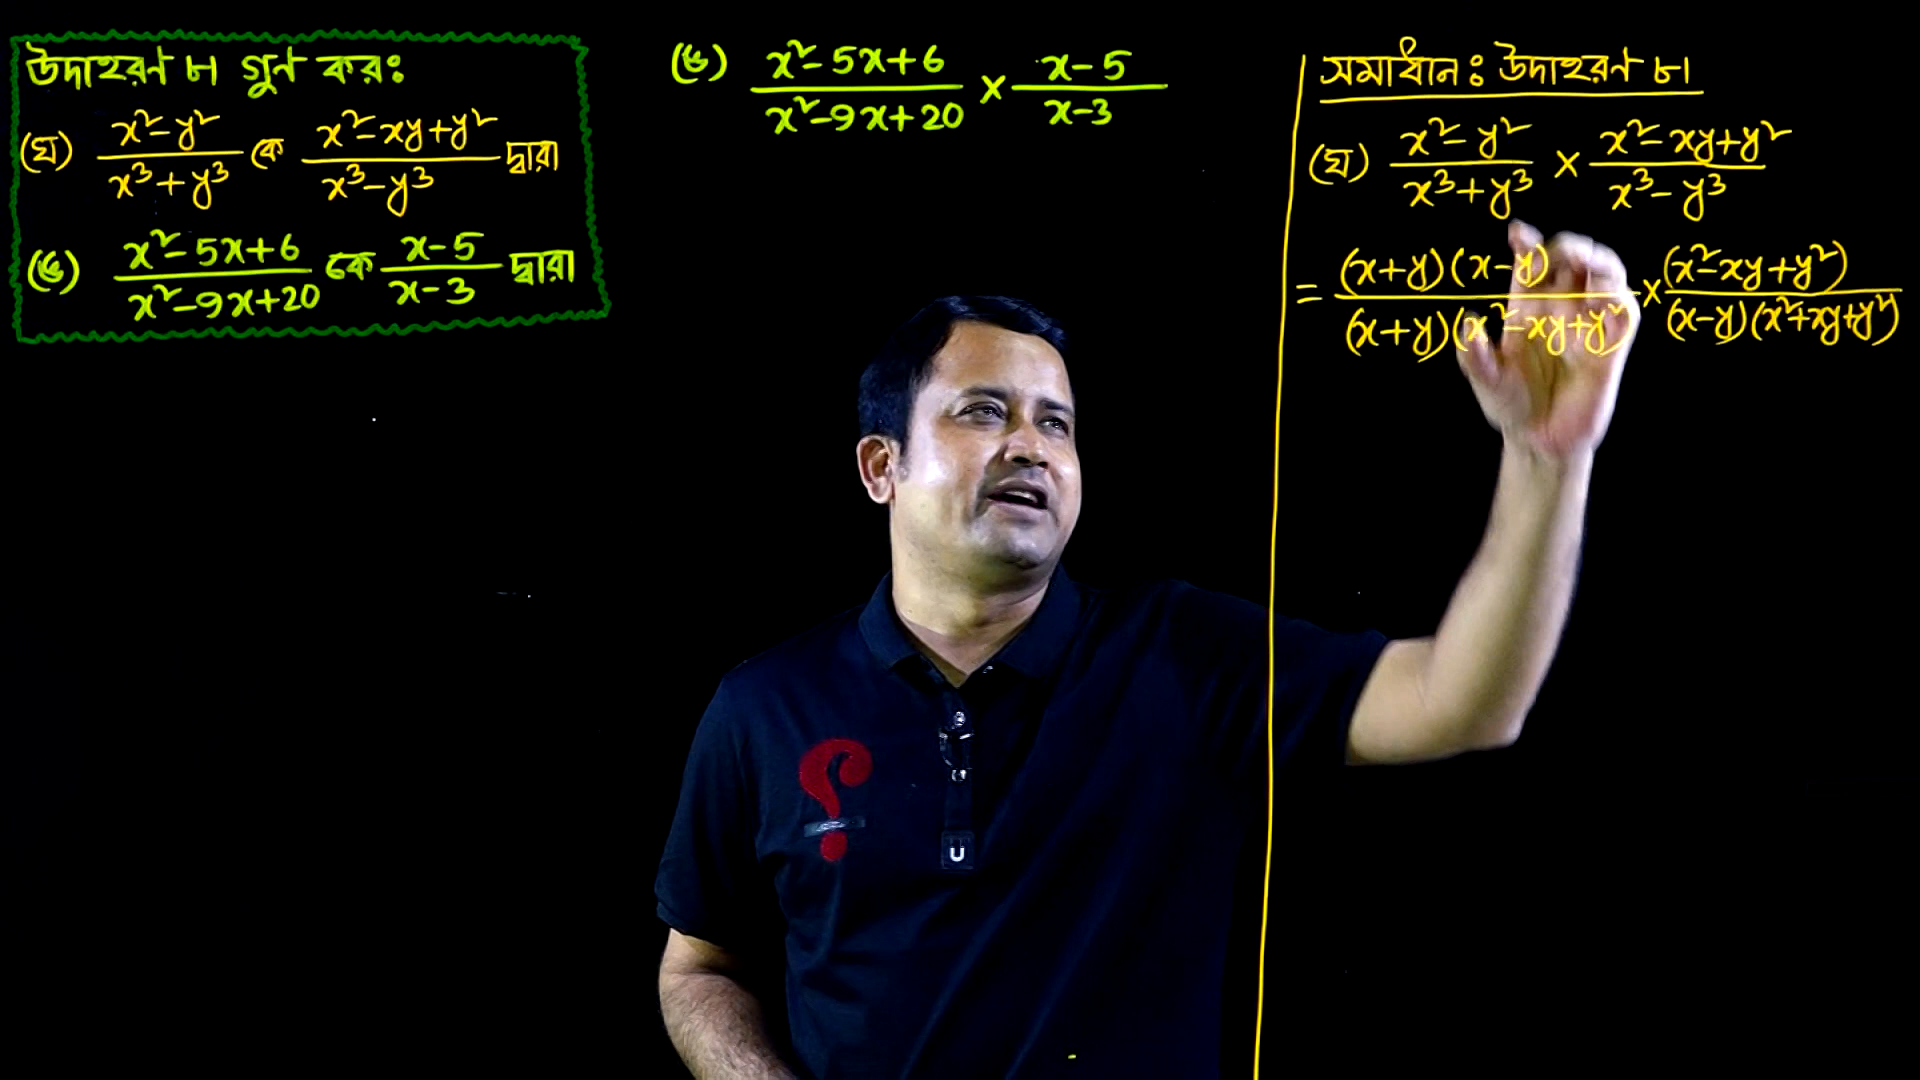 উদাহরণ ৮। গুণ করঃ
(ঘ) x²-y² / x³+y³ কে x²-xy+y² / x³-y³ দ্বারা
(ঙ) x²-5x+6 / x²-9x+20 কে x-5 / x-3 দ্বারা
(ঙ) x²-5x+6 / x²-9x+20 × x-5 / x-3
সমাধানঃ উদাহরণ ৮।
(ঘ) x²-y² / x³+y³ × x²-xy+y² / x³-y³
= (x+y)(x-y) / (x+y)(x²-xy+y²) × (x²-xy+y²) / (x-y)(x²+xy+y²)
U